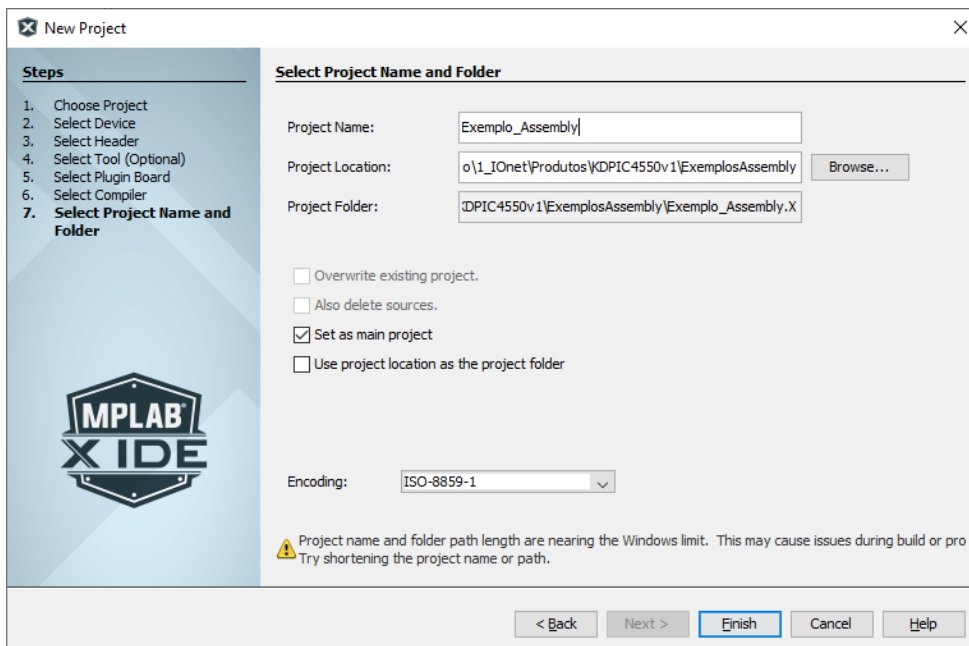 New Project
Steps
1. Choose Project
2. Select Device
3. Select Header
4. Select Tool (Optional)
5. Select Plugin Board
6. Select Compiler
7. Select Project Name and
Folder
MPLAB®
X IDE
Select Project Name and Folder
Project Name: Exemplo_Assembly
Project Location: o\1_IOnet\Produtos\KDPIC4550v1\ExemplosAssembly Browse...
Project Folder: :DPIC4550v1\ExemplosAssembly\Exemplo_Assembly.X
Overwrite existing project.
Also delete sources.
Set as main project
Use project location as the project folder
Encoding: ISO-8859-1
Project name and folder path length are nearing the Windows limit. This may cause issues during build or pro
Try shortening the project name or path.
< Back Next > Finish Cancel Help